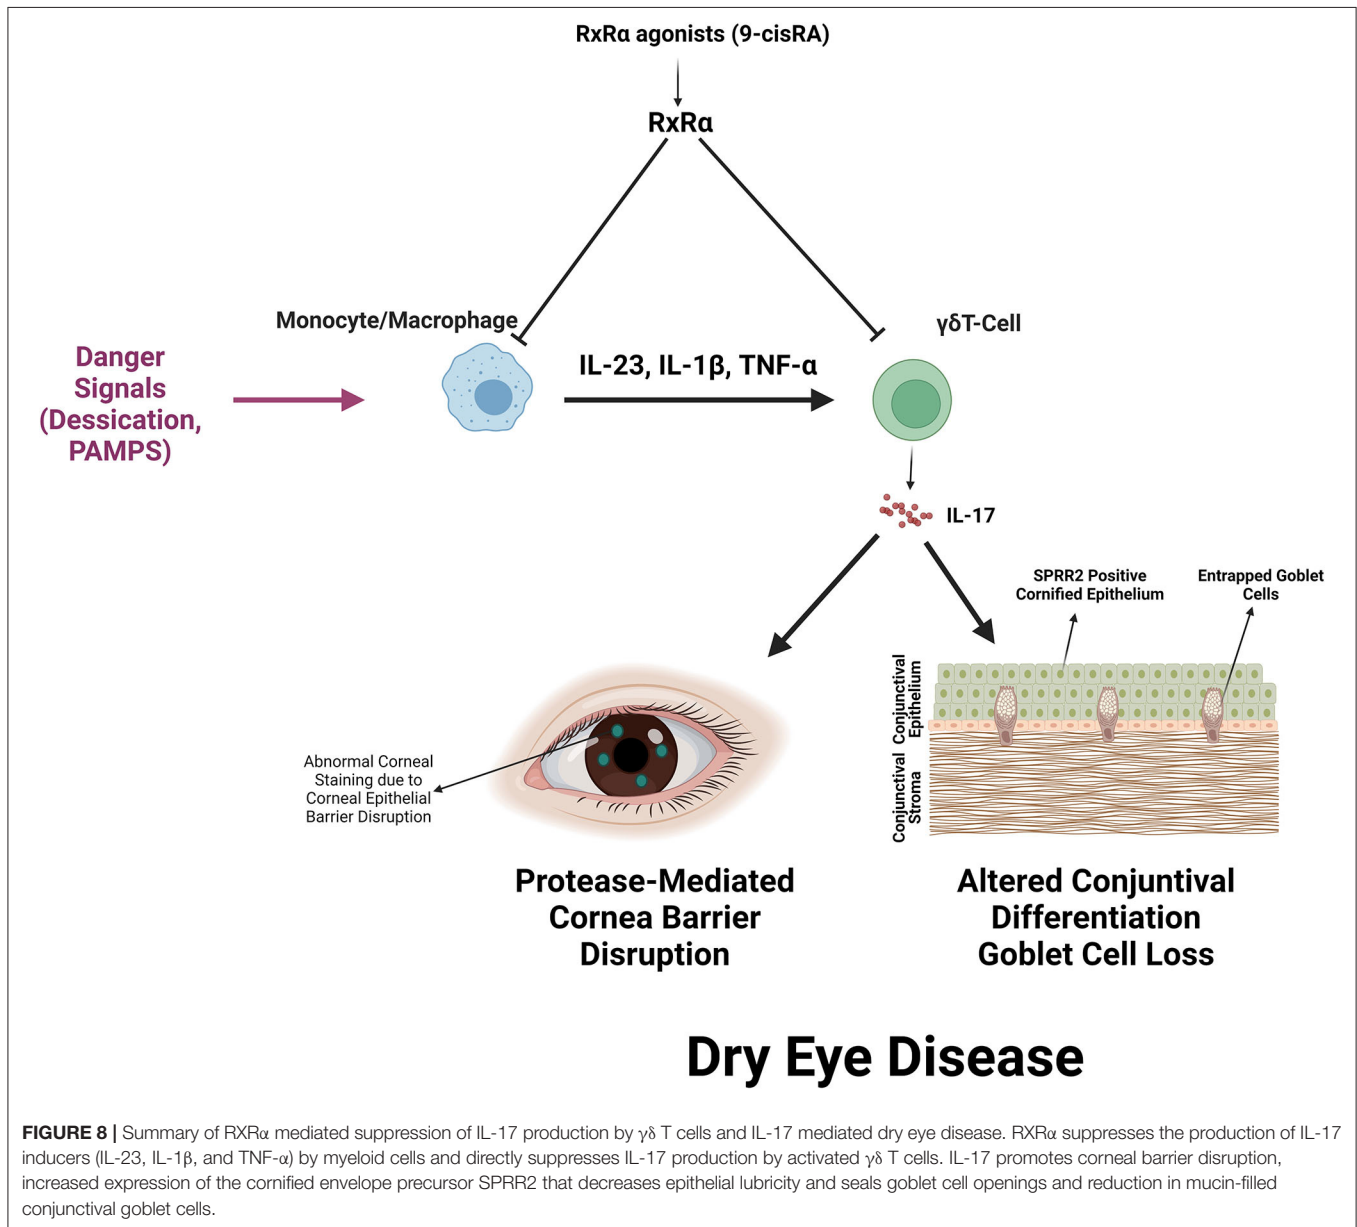 RxRα agonists (9-cisRA)
RxRα
Monocyte/Macrophage
γδT-Cell
Danger
Signals
(Dessication,
PAMPS)
IL-23, IL-1β, TNF-α
IL-17
SPRR2 Positive
Cornified Epithelium
Entrapped Goblet
Cells
Conjunctival
Epithelium
Conjunctival
Stroma
Abnormal Corneal
Staining due to
Corneal Epithelial
Barrier Disruption
Protease-Mediated
Cornea Barrier
Disruption
Altered Conjuntival
Differentiation
Goblet Cell Loss
Dry Eye Disease
FIGURE 8 | Summary of RXRα mediated suppression of IL-17 production by γδ T cells and IL-17 mediated dry eye disease. RXRα suppresses the production of IL-17
inducers (IL-23, IL-1β, and TNF-α) by myeloid cells and directly suppresses IL-17 production by activated γδ T cells. IL-17 promotes corneal barrier disruption,
increased expression of the cornified envelope precursor SPRR2 that decreases epithelial lubricity and seals goblet cell openings and reduction in mucin-filled
conjunctival goblet cells.